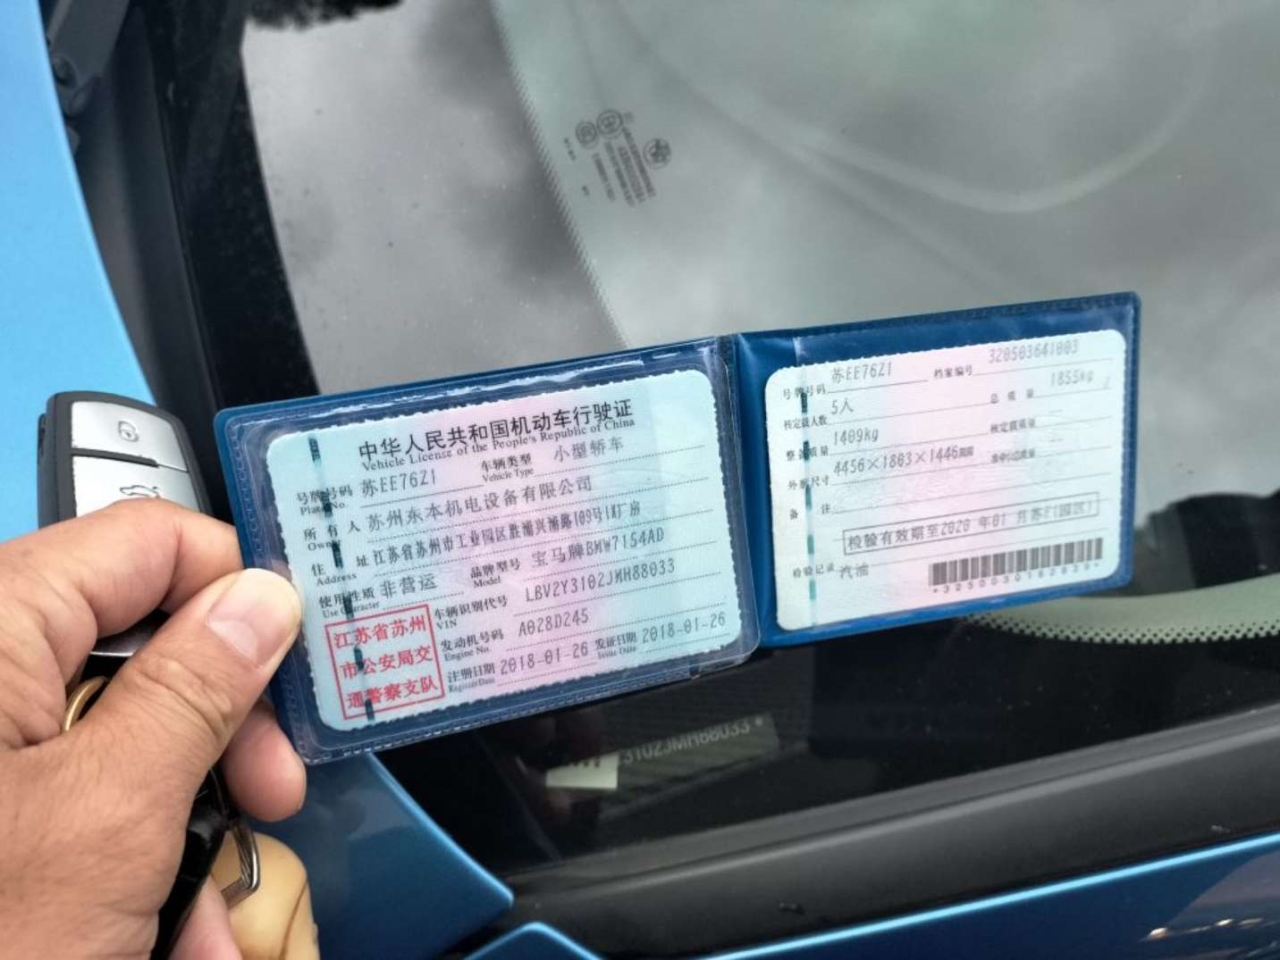 中华人民共和国机动车行驶证
Vehicle License of the People's Republic of China
号牌号码 苏EE76Z1 车辆类型 小型轿车
Plate No. Vehicle Type
所有人 苏州东本机电设备有限公司
Owner
住址 江苏省苏州市工业园区胜浦兴浦路109号1幢厂房
Address
使用性质 非营运 品牌型号 宝马牌BMW7154AD
Use Character Model
车辆识别代号 LBV2Y3102JMH88033
VIN
江苏省苏州
市公安局交
通警察支队
发动机号码 A028D245
Engine No.
注册日期 2018-01-26 发证日期 2018-01-26
Register Date Issue Date
号牌号码 苏EE76Z1 档案编号 320503641003
核定载人数 5人 总质量 1855kg
整备质量 1409kg 核定载质量
外廓尺寸 4456×1803×1446mm 准牵引总质量
备注
检验有效期至2020年01月苏E(园区)
检验记录 汽油
3102JMH88033*